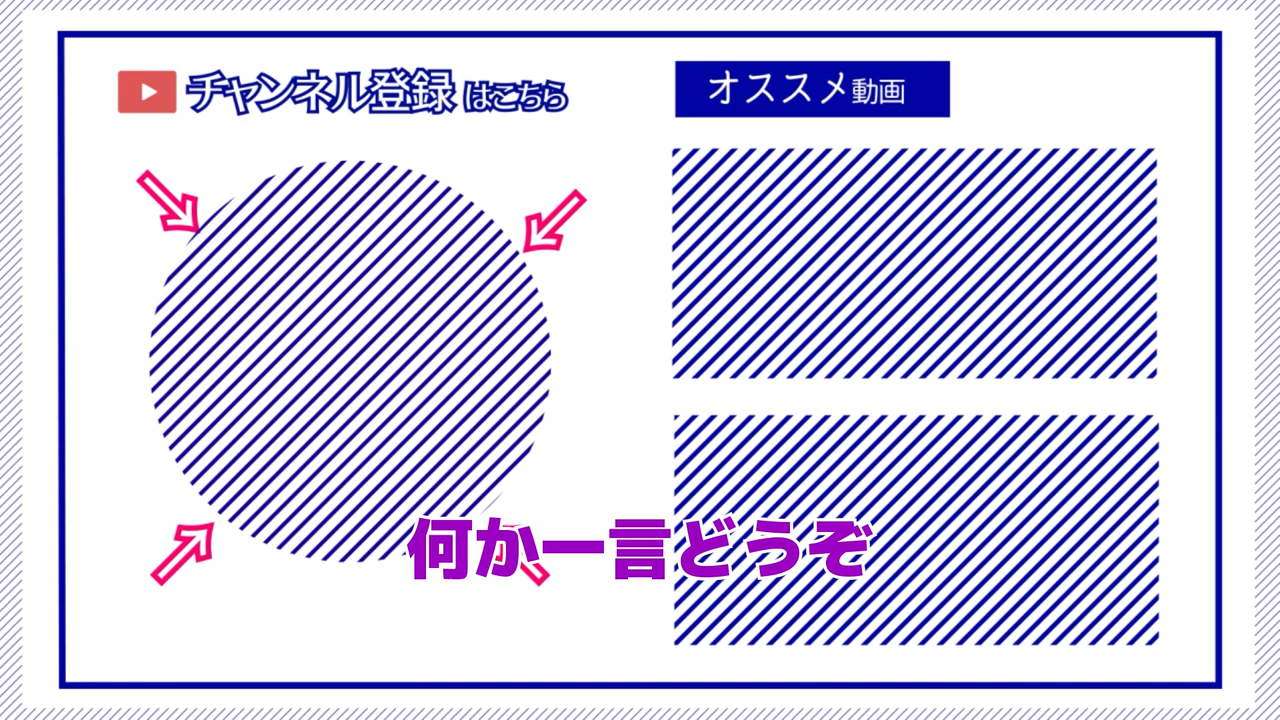 チャンネル登録 はこちら
オススメ動画
何か一言どうぞ